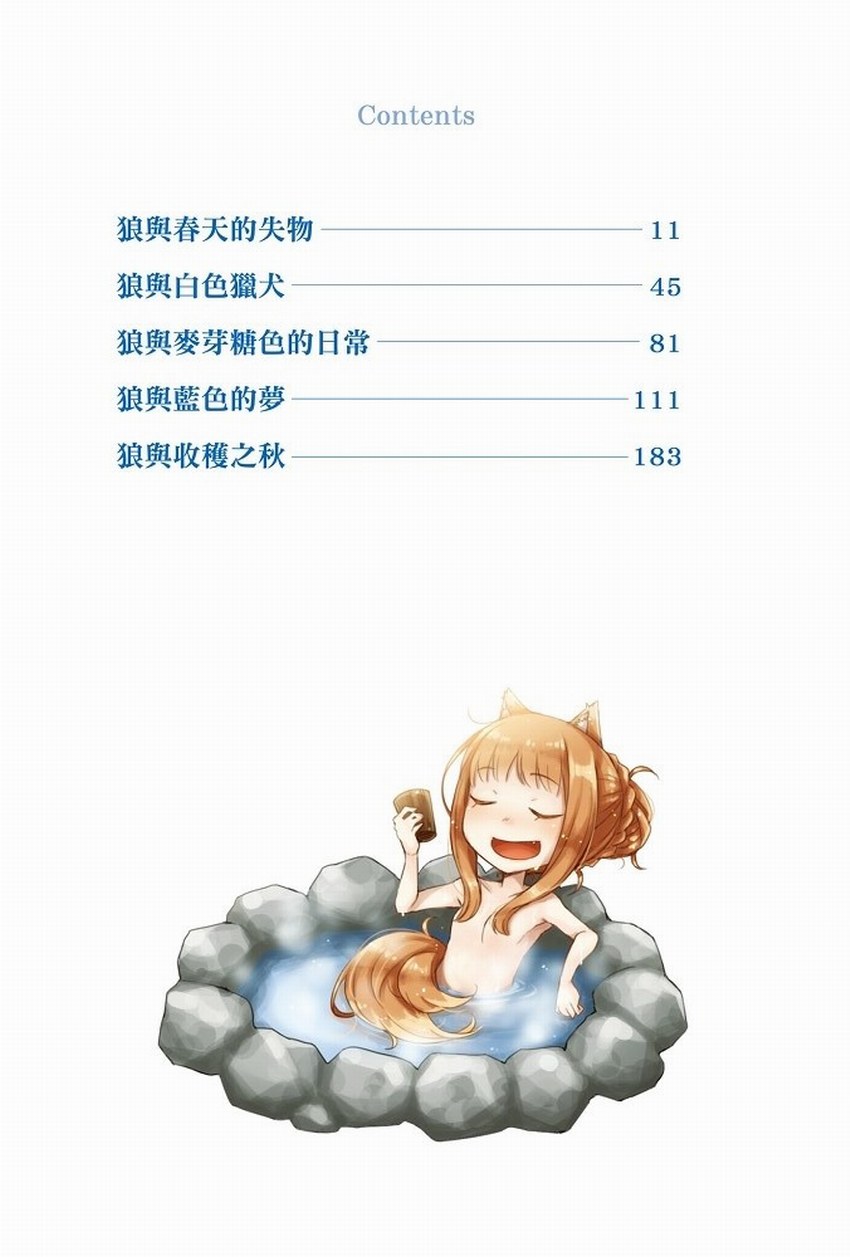 Contents
狼與春天的失物 11
狼與白色獵犬 45
狼與麥芽糖色的日常 81
狼與藍色的夢 111
狼與收穫之秋 183